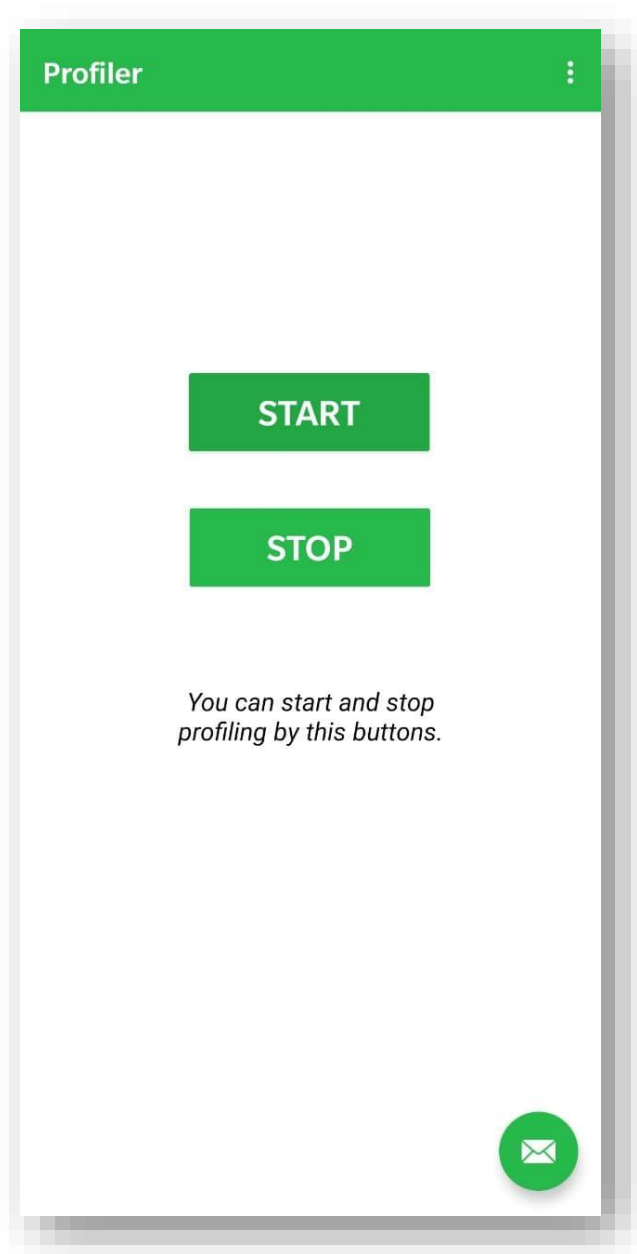 Profiler
START
STOP
You can start and stop
profiling by this buttons.